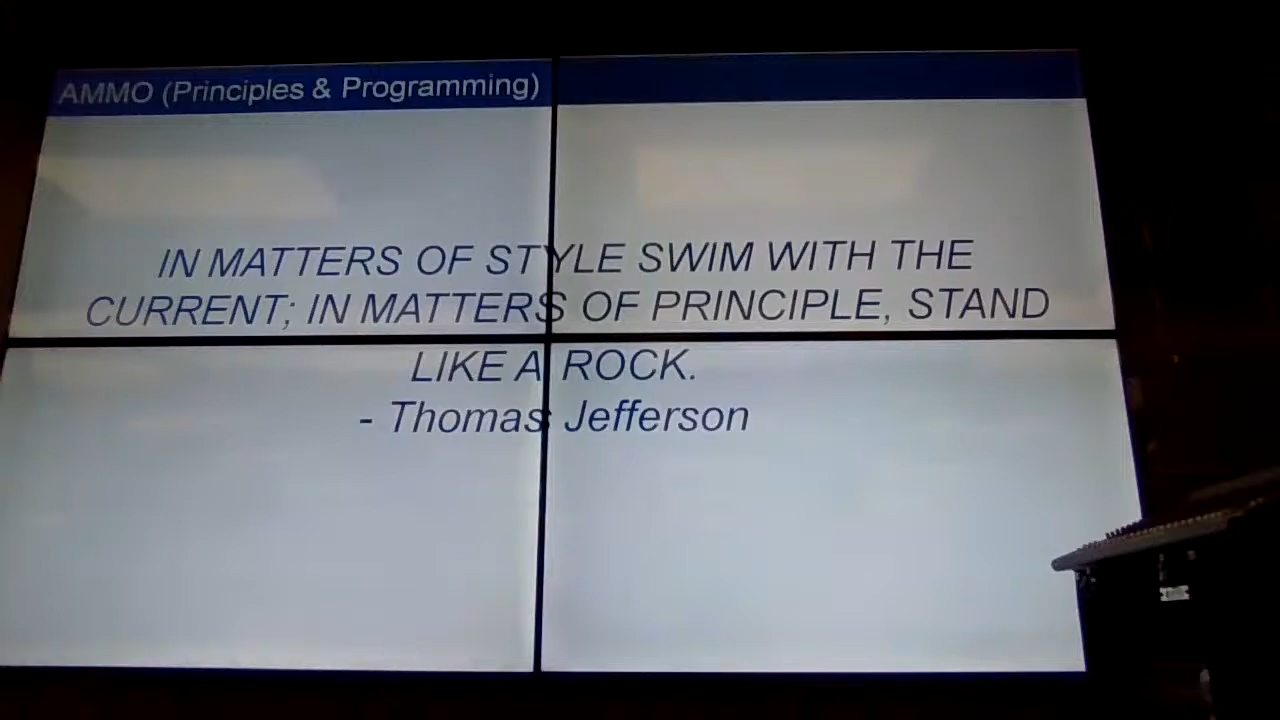 AMMO (Principles & Programming)
IN MATTERS OF STYLE SWIM WITH THE
CURRENT; IN MATTERS OF PRINCIPLE, STAND
LIKE A ROCK.
- Thomas Jefferson